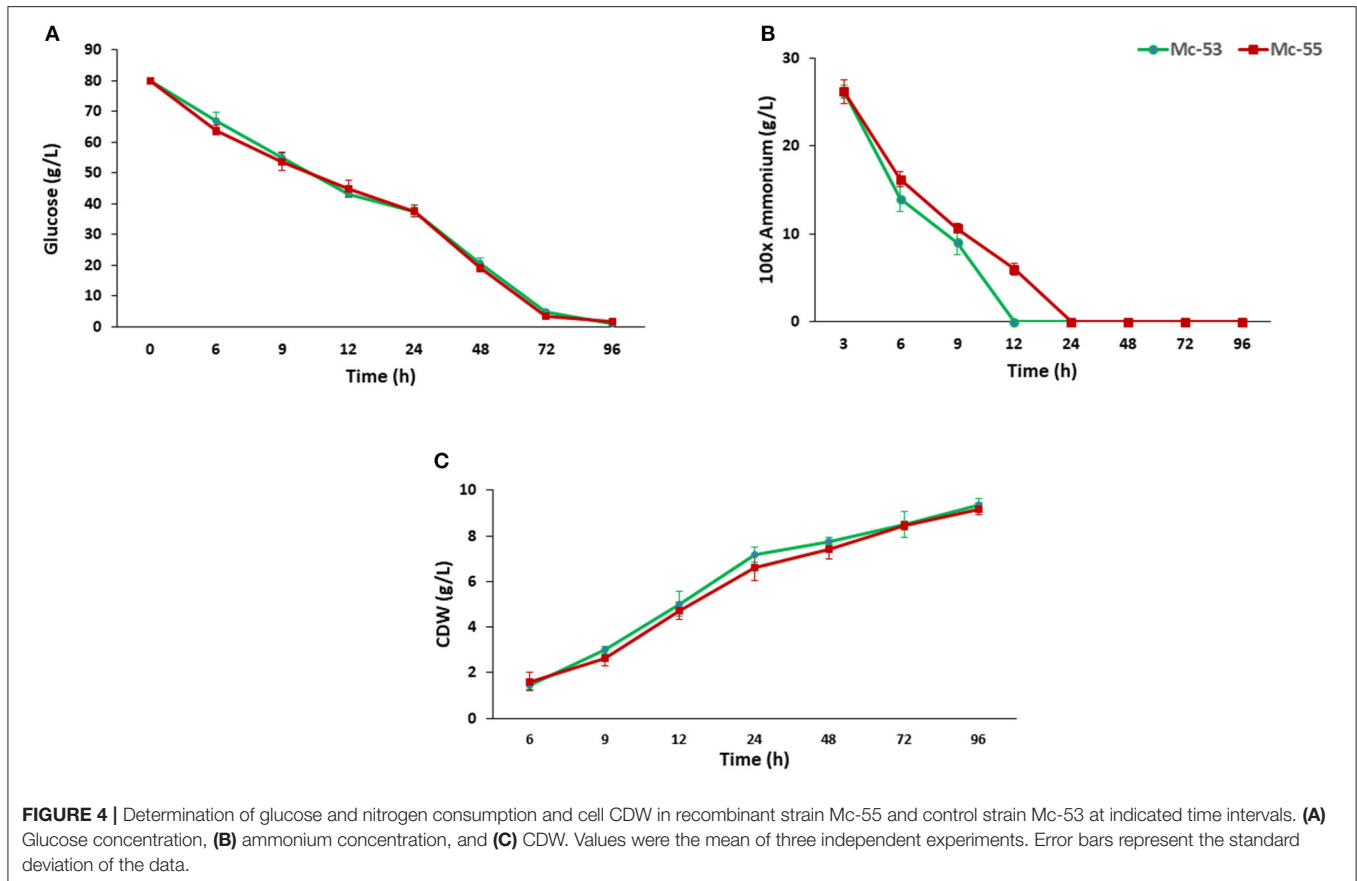 A
90
80
70
60
50
40
30
20
10
0
Glucose (g/L)
0 6 9 12 24 48 72 96
Time (h)
B
Mc-53 Mc-55
30
20
10
0
100x Ammonium (g/L)
3 6 9 12 24 48 72 96
Time (h)
C
10
8
6
4
2
0
CDW (g/L)
6 9 12 24 48 72 96
Time (h)
FIGURE 4 | Determination of glucose and nitrogen consumption and cell CDW in recombinant strain Mc-55 and control strain Mc-53 at indicated time intervals. (A)
Glucose concentration, (B) ammonium concentration, and (C) CDW. Values were the mean of three independent experiments. Error bars represent the standard
deviation of the data.